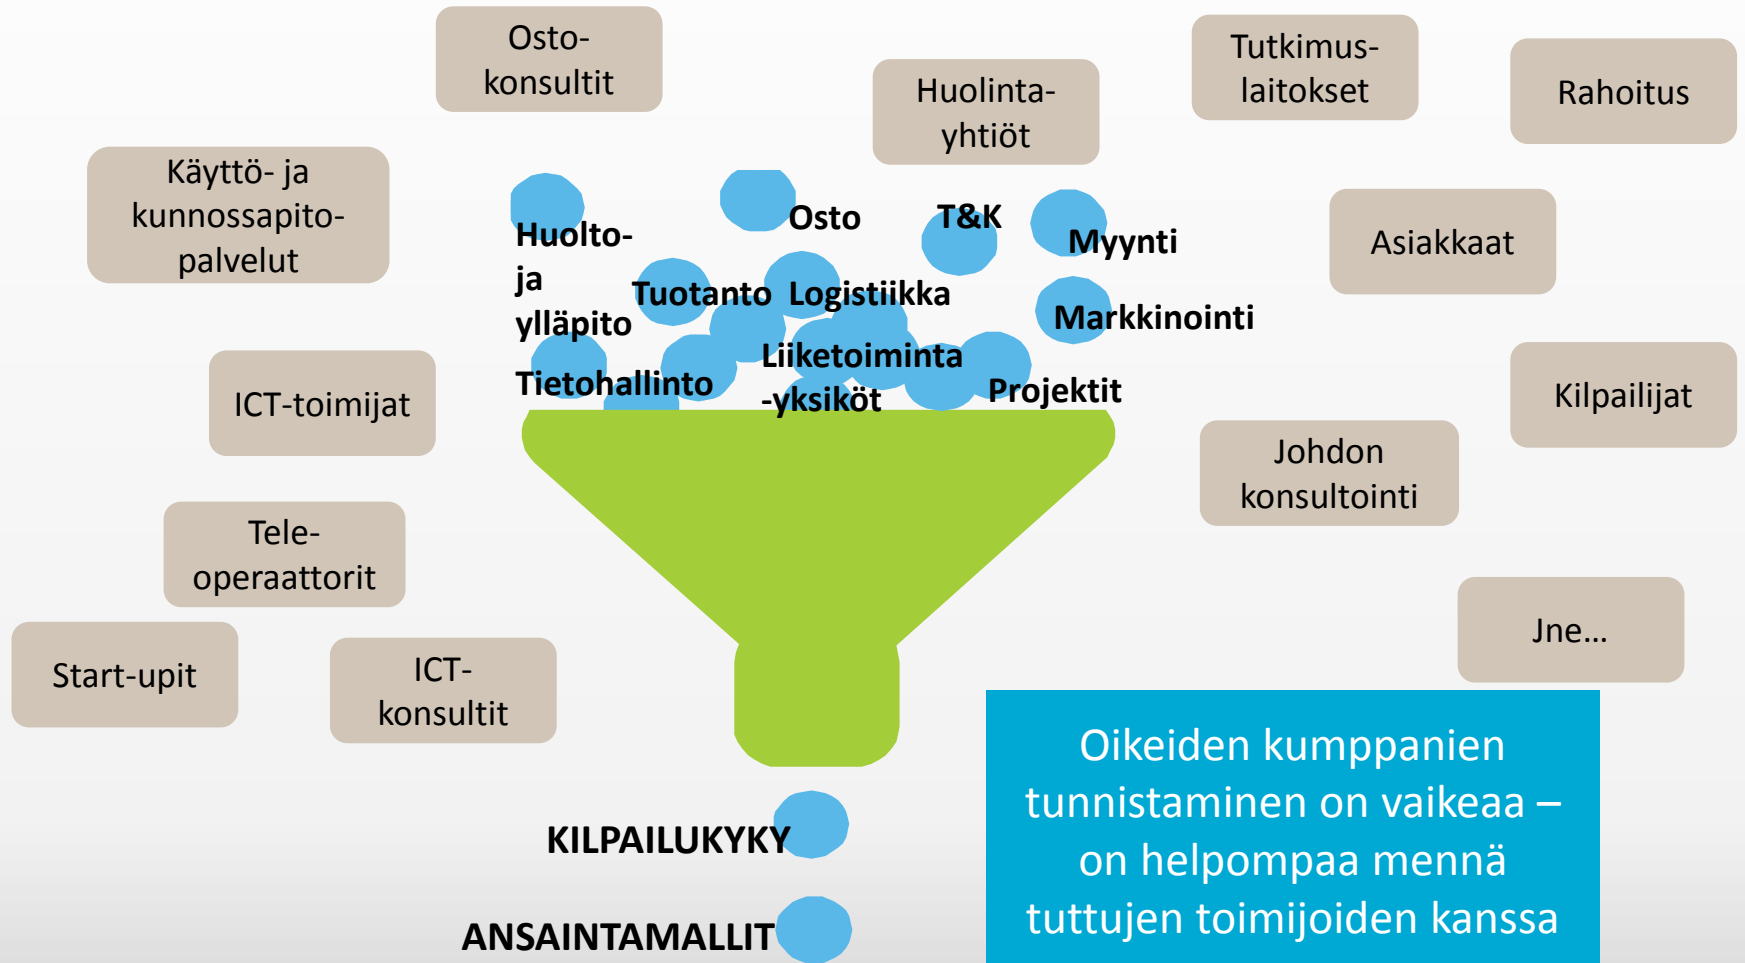 Osto-
konsultit
Huolinta-
yhtiöt
Tutkimus-
laitokset
Rahoitus
Käyttö- ja
kunnossapito-
palvelut
Huolto-
ja
ylläpito
Osto
T&K
Myynti
Asiakkaat
Tuotanto
Logistiikka
Markkinointi
Tietohallinto
Liiketoiminta
-yksiköt
Projektit
ICT-toimijat
Kilpailijat
Johdon
konsultointi
Tele-
operaattorit
Start-upit
ICT-
konsultit
Jne…
KILPAILUKYKY
ANSAINTAMALLIT
Oikeiden kumppanien
tunnistaminen on vaikeaa –
on helpompaa mennä
tuttujen toimijoiden kanssa